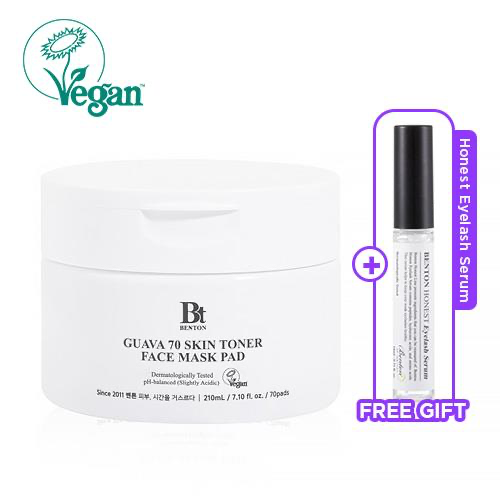 Vegan™
Bt
BENTON
GUAVA 70 SKIN TONER
FACE MASK PAD
Dermatologically Tested
pH-balanced (Slightly Acidic)
Vegan
Since 2011 벤튼 피부, 시간을 거스르다 | 210mL / 7.10 fl. oz. / 70pads
+
Honest Eyelash Serum
BENTON HONEST Eyelash Serum
Benton
FREE GIFT